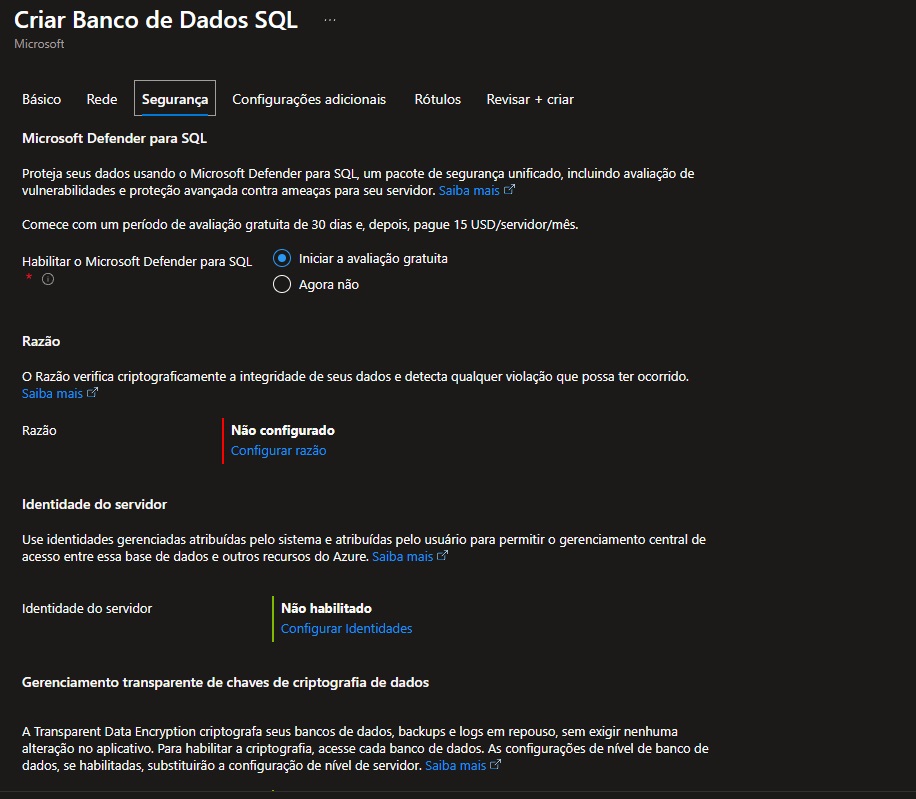 Criar Banco de Dados SQL ...
Microsoft
Básico Rede Segurança Configurações adicionais Rótulos Revisar + criar
Microsoft Defender para SQL
Proteja seus dados usando o Microsoft Defender para SQL, um pacote de segurança unificado, incluindo avaliação de
vulnerabilidades e proteção avançada contra ameaças para seu servidor. Saiba mais
Comece com um período de avaliação gratuita de 30 dias e, depois, pague 15 USD/servidor/mês.
Habilitar o Microsoft Defender para SQL
*
Iniciar a avaliação gratuita
Agora não
Razão
O Razão verifica criptograficamente a integridade de seus dados e detecta qualquer violação que possa ter ocorrido.
Saiba mais
Razão
Não configurado
Configurar razão
Identidade do servidor
Use identidades gerenciadas atribuídas pelo sistema e atribuídas pelo usuário para permitir o gerenciamento central de
acesso entre essa base de dados e outros recursos do Azure. Saiba mais
Identidade do servidor
Não habilitado
Configurar Identidades
Gerenciamento transparente de chaves de criptografia de dados
A Transparent Data Encryption criptografa seus bancos de dados, backups e logs em repouso, sem exigir nenhuma
alteração no aplicativo. Para habilitar a criptografia, acesse cada banco de dados. As configurações de nível de banco de
dados, se habilitadas, substituirão a configuração de nível de servidor. Saiba mais